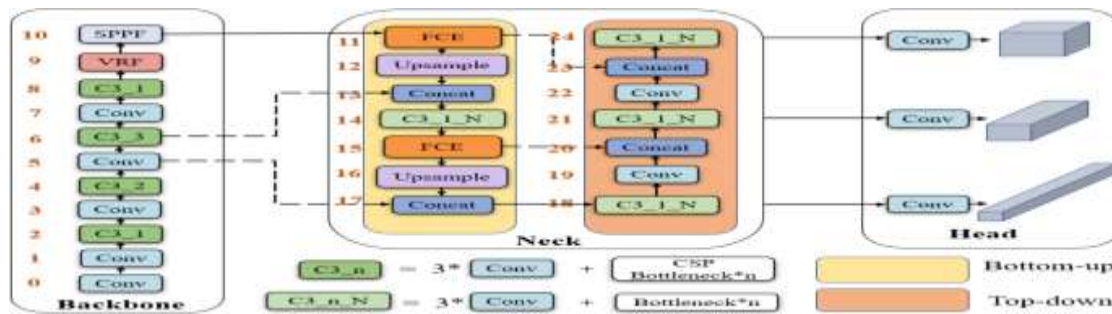 10 SPPF
9 VRF
8 C3_1
7 Conv
6 C3_3
5 Conv
4 C3_2
3 Conv
2 C3_1
1 Conv
0 Conv
Backbone
11 FCE
12 Upsample
13 Concat
14 C3_1_N
15 FCE
16 Upsample
17 Concat
24 C3_1_N
23 Concat
22 Conv
21 C3_1_N
20 Concat
19 Conv
18 C3_1_N
Neck
Conv
Conv
Conv
Head
C3_n = 3* Conv + CSP Bottleneck*n
C3_n_N = 3* Conv + Bottleneck*n
Bottom-up
Top-down